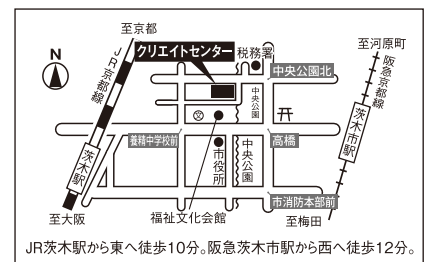 至京都
N
JR京都線
クリエイトセンター
税務署
至河原町
中央公園北
阪急京都線
中央公園
文
養精中学校前
高橋
茨木市駅
茨木駅
市役所
中央公園
市消防本部前
至大阪
福祉文化会館
至梅田
JR茨木駅から東へ徒歩10分。阪急茨木市駅から西へ徒歩12分。